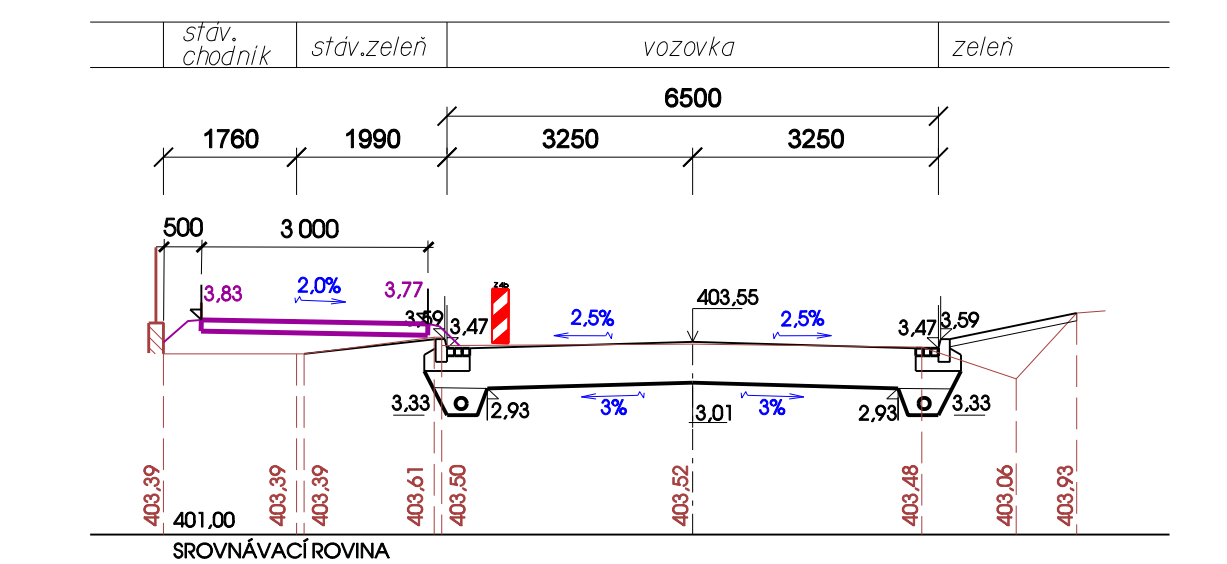 stáv. chodník stáv.zeleň vozovka zeleň
6500
1760 1990 3250 3250
500 3 000
Z4b
3,83 2,0% 3,77 403,55
3,59 3,47 2,5% 2,5% 3,47 3,59
3,33 2,93 3% 3,01 3% 2,93 3,33
403,39 403,39 403,39 403,61 403,50 403,52 403,48 403,06 403,93
401,00
SROVNÁVACÍ ROVINA